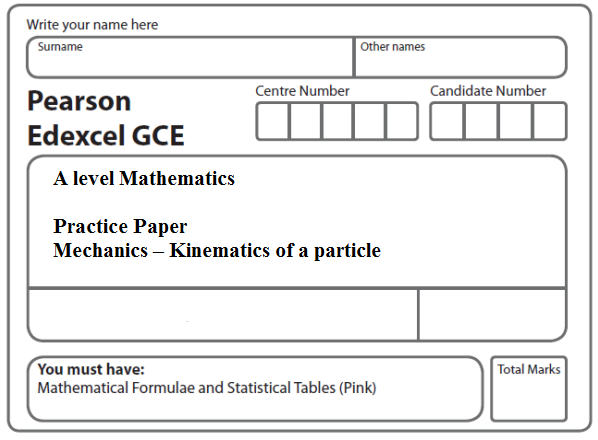 Write your name here
Surname
Other names
Pearson
Edexcel GCE
Centre Number
Candidate Number
A level Mathematics
Practice Paper
Mechanics – Kinematics of a particle
You must have:
Mathematical Formulae and Statistical Tables (Pink)
Total Marks